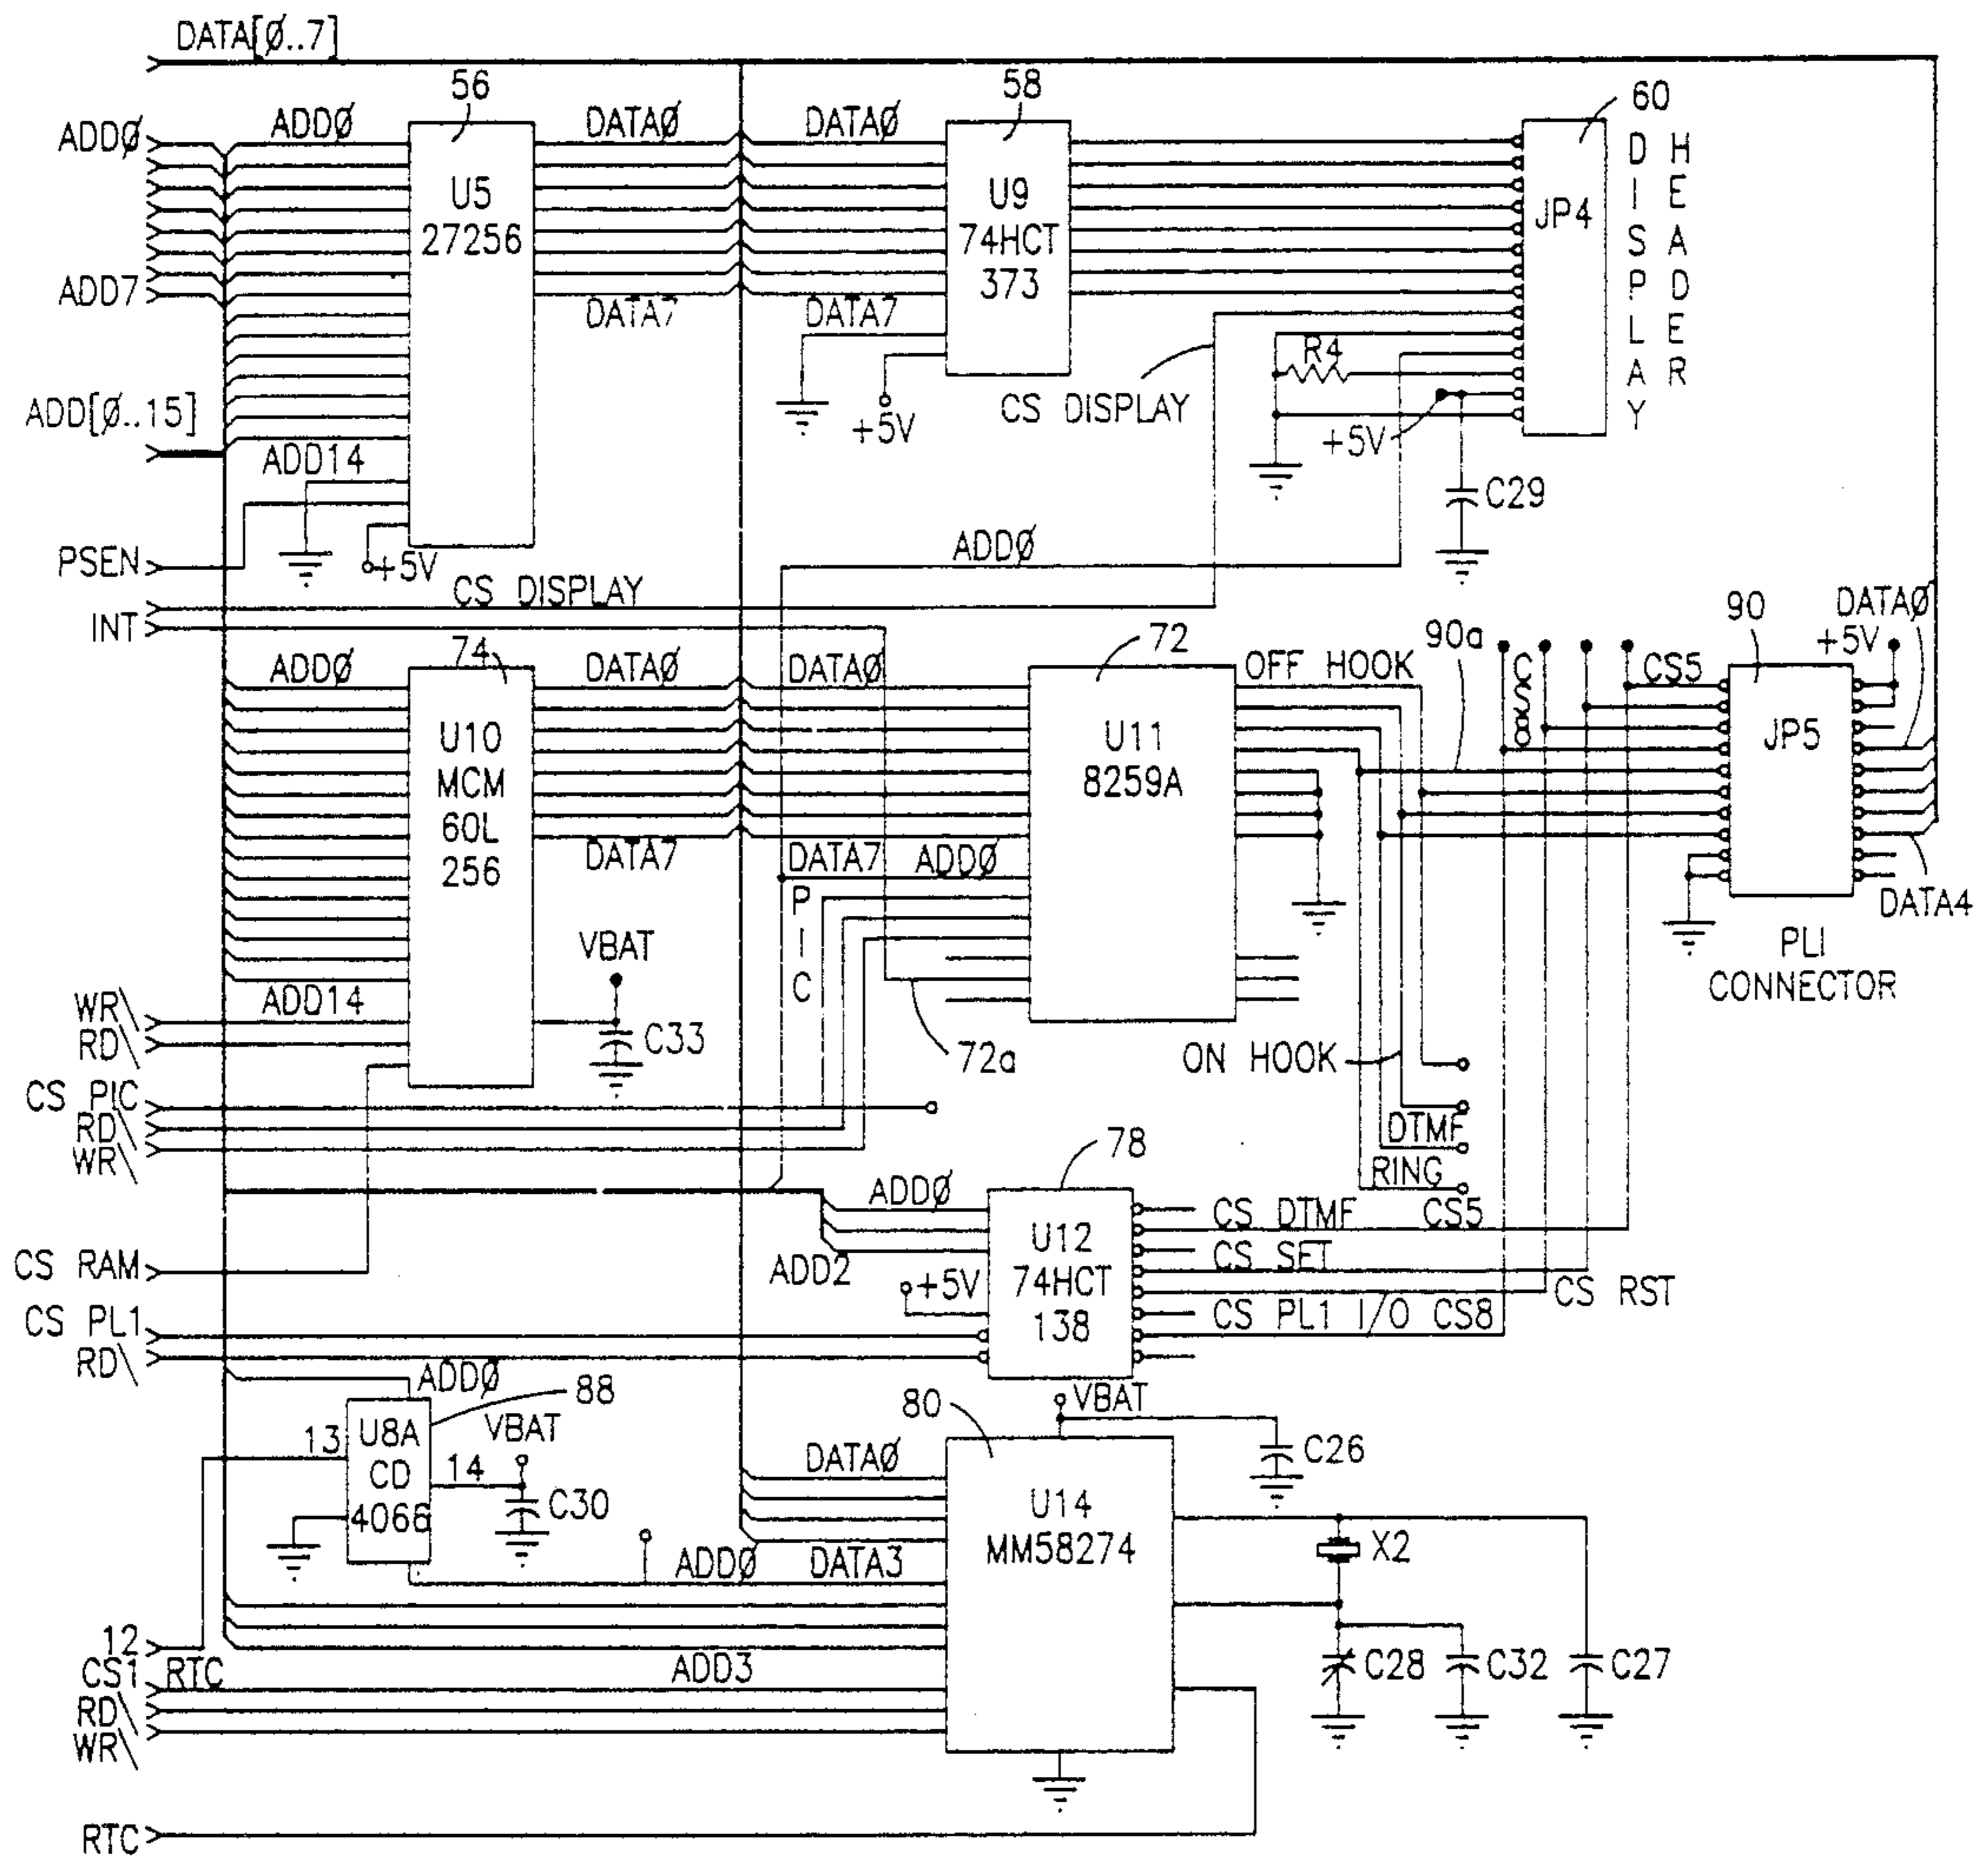 DATA[Ø..7]
56
58
60
ADDØ
ADDØ
DATAØ
DATAØ
U5
27256
U9
74HCT
373
JP4
DISPLAY
HEADER
ADD7
DATA7
DATA7
R4
CS DISPLAY
+5V
+5V
ADD[Ø..15]
ADD14
C29
PSEN
+5V
ADDØ
CS DISPLAY
INT
74
72
90a
90
DATAØ
+5V
ADDØ
DATAØ
DATAØ
OFF HOOK
CS8
CS5
U10
MCM
60L
256
U11
8259A
JP5
DATA7
DATA7
ADDØ
PIC
DATA4
VBAT
PLI
CONNECTOR
ADD14
WR\
RD\
C33
72a
ON HOOK
CS PIC
RD\
WR\
78
DTMF
RING
ADDØ
U12
74HCT
138
CS DTMF CS5
CS SET
ADD2
CS RAM
+5V
CS RST
CS PL1 I/O CS8
CS PL1
RD\
ADDØ
88
80
VBAT
13
U8A
CD
4066
VBAT
14
C30
DATAØ
C26
U14
MM58274
X2
ADDØ
DATA3
12
CS1 RTC
ADD3
C28
C32
C27
RD\
WR\
RTC